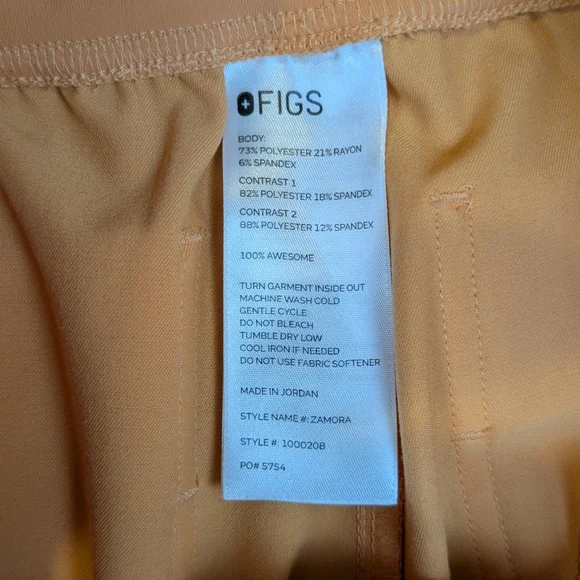 FIGS
BODY:
73% POLYESTER 21% RAYON
6% SPANDEX
CONTRAST 1
82% POLYESTER 18% SPANDEX
CONTRAST 2
88% POLYESTER 12% SPANDEX
100% AWESOME
TURN GARMENT INSIDE OUT
MACHINE WASH COLD
GENTLE CYCLE
DO NOT BLEACH
TUMBLE DRY LOW
COOL IRON IF NEEDED
DO NOT USE FABRIC SOFTENER
MADE IN JORDAN
STYLE NAME #: ZAMORA
STYLE #: 100020B
PO# 5754